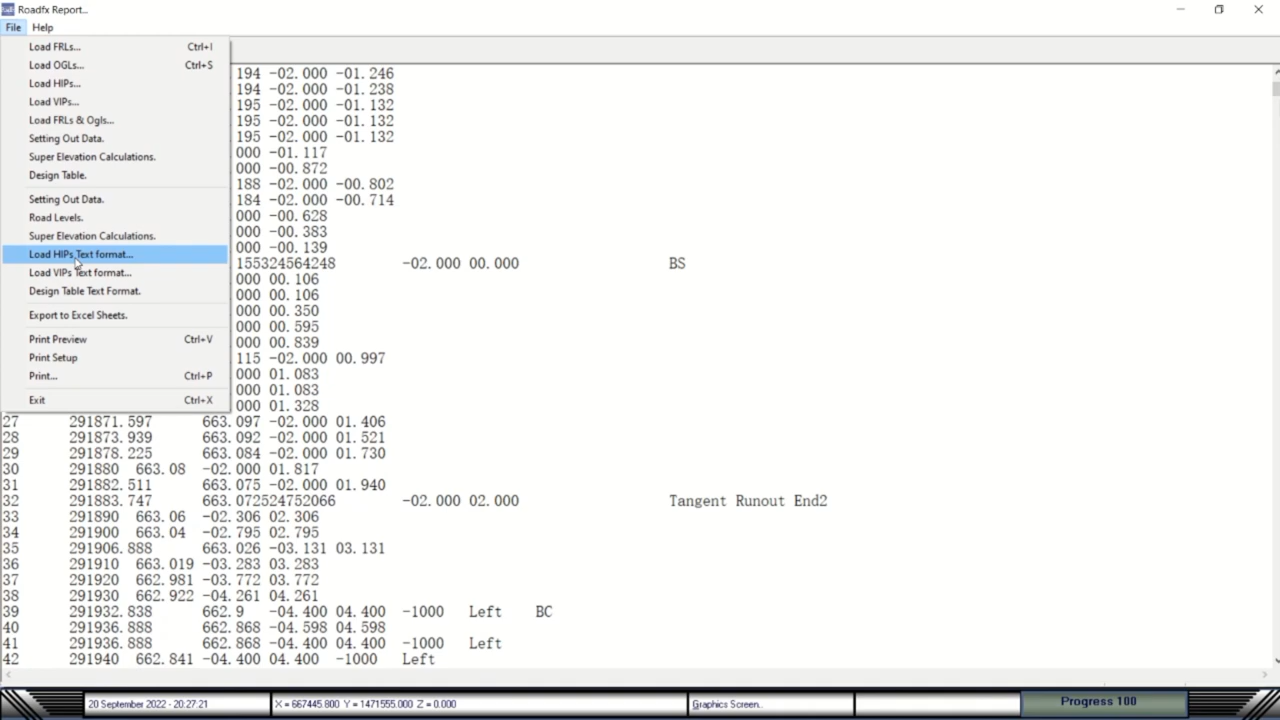 Roadfx Report..
File Help
Load FRLs... Ctrl+I
Load OGLs... Ctrl+S
Load HIPs...
Load VIPs...
Load FRLs & Ogls...
Setting Out Data.
Super Elevation Calculations.
Design Table.
Setting Out Data.
Road Levels.
Super Elevation Calculations.
Load HIPs Text format...
Load VIPs Text format...
Design Table Text Format.
Export to Excel Sheets.
Print Preview Ctrl+V
Print Setup
Print... Ctrl+P
Exit Ctrl+X
194 -02.000 -01.246
194 -02.000 -01.238
195 -02.000 -01.132
195 -02.000 -01.132
195 -02.000 -01.132
000 -01.117
000 -00.872
188 -02.000 -00.802
184 -02.000 -00.714
000 -00.628
000 -00.383
000 -00.139
155324564248 -02.000 00.000 BS
000 00.106
000 00.106
000 00.350
000 00.595
000 00.839
115 -02.000 00.997
000 01.083
000 01.083
000 01.328
27 291871.597 663.097 -02.000 01.406
28 291873.939 663.092 -02.000 01.521
29 291878.225 663.084 -02.000 01.730
30 291880 663.08 -02.000 01.817
31 291882.511 663.075 -02.000 01.940
32 291883.747 663.072524752066 -02.000 02.000 Tangent Runout End2
33 291890 663.06 -02.306 02.306
34 291900 663.04 -02.795 02.795
35 291906.888 663.026 -03.131 03.131
36 291910 663.019 -03.283 03.283
37 291920 662.981 -03.772 03.772
38 291930 662.922 -04.261 04.261
39 291932.838 662.9 -04.400 04.400 -1000 Left BC
40 291936.888 662.868 -04.598 04.598
41 291936.888 662.868 -04.400 04.400 -1000 Left
42 291940 662.841 -04.400 04.400 -1000 Left
20 September 2022 - 20:27:21 X = 667445.800 Y = 1471555.000 Z = 0.000 Graphics Screen.. Progress 100